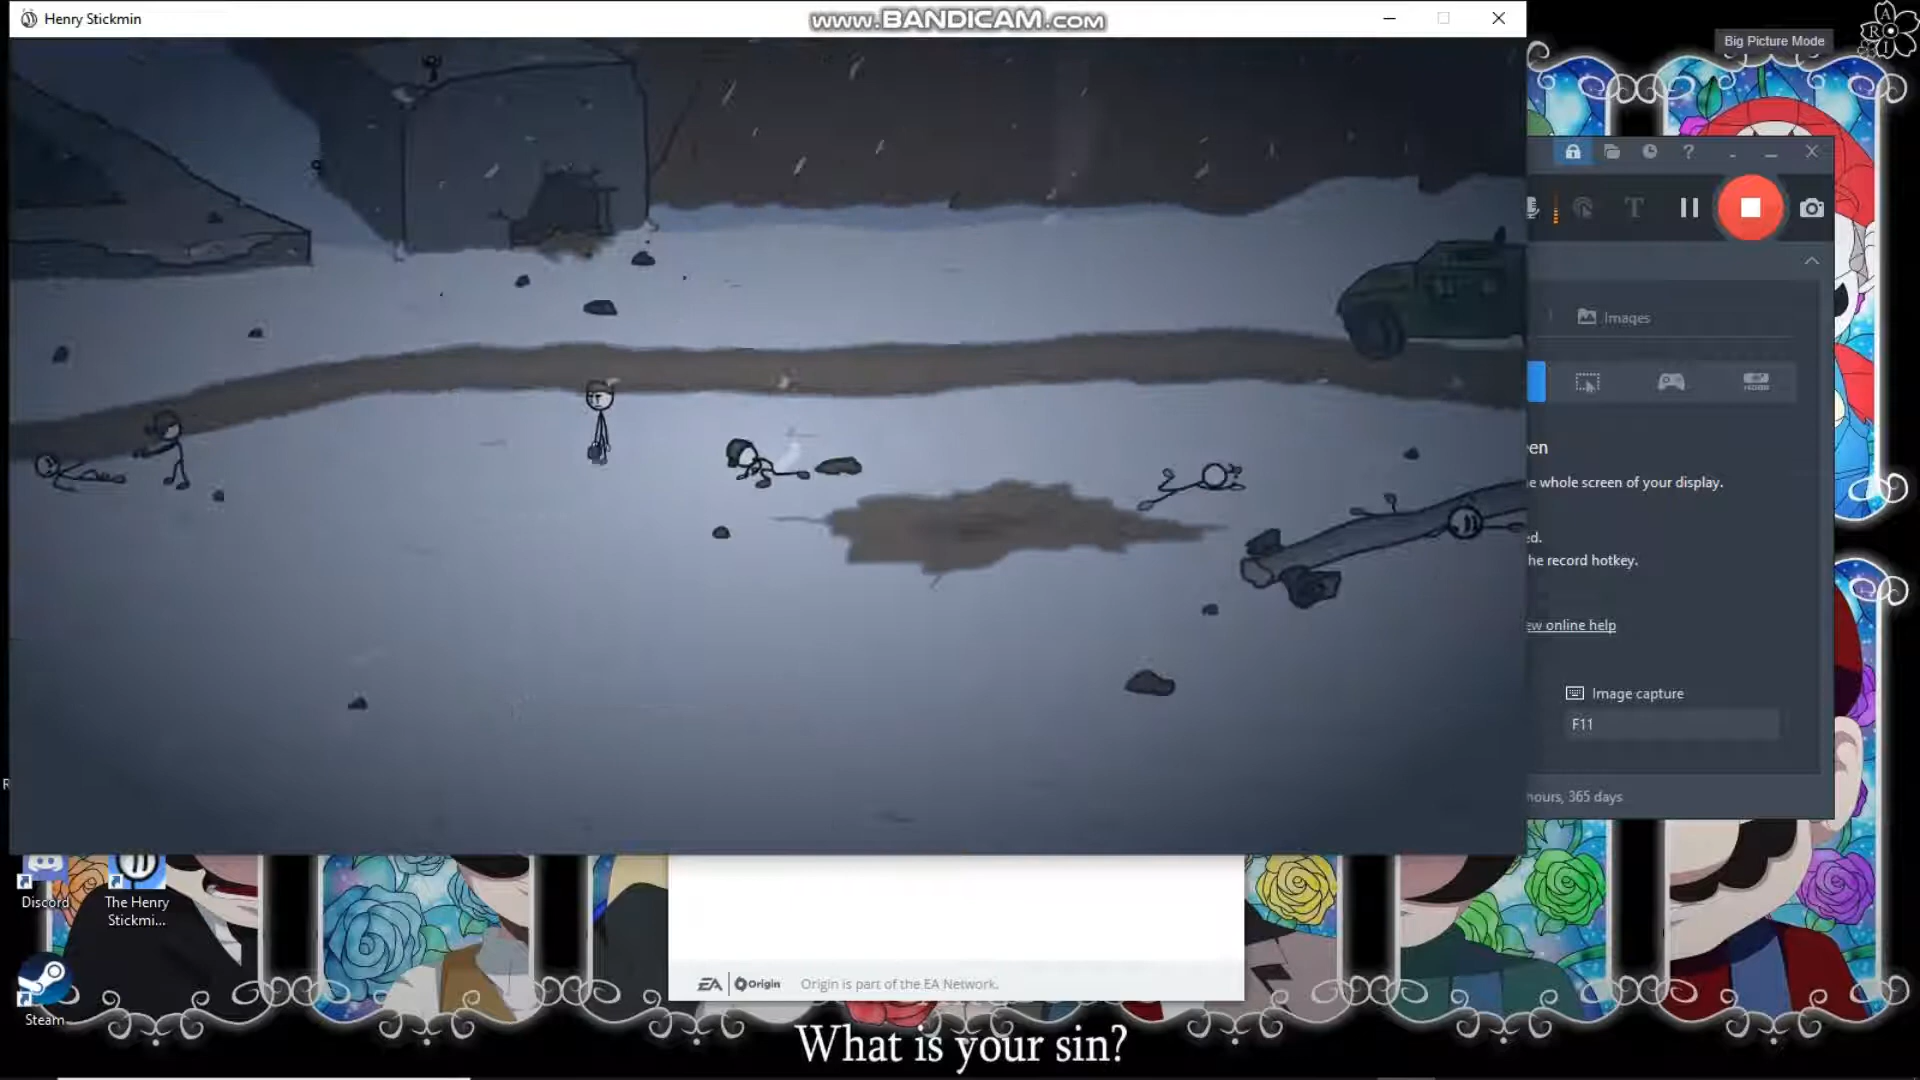 Henry Stickmin
www.BANDICAM.com
Big Picture Mode
A
R
I
?
T
Images
en
e whole screen of your display.
ed.
he record hotkey.
ew online help
Image capture
F11
hours, 365 days
R
Discord
The Henry
Stickmi...
Steam
EA Origin Origin is part of the EA Network.
What is your sin?